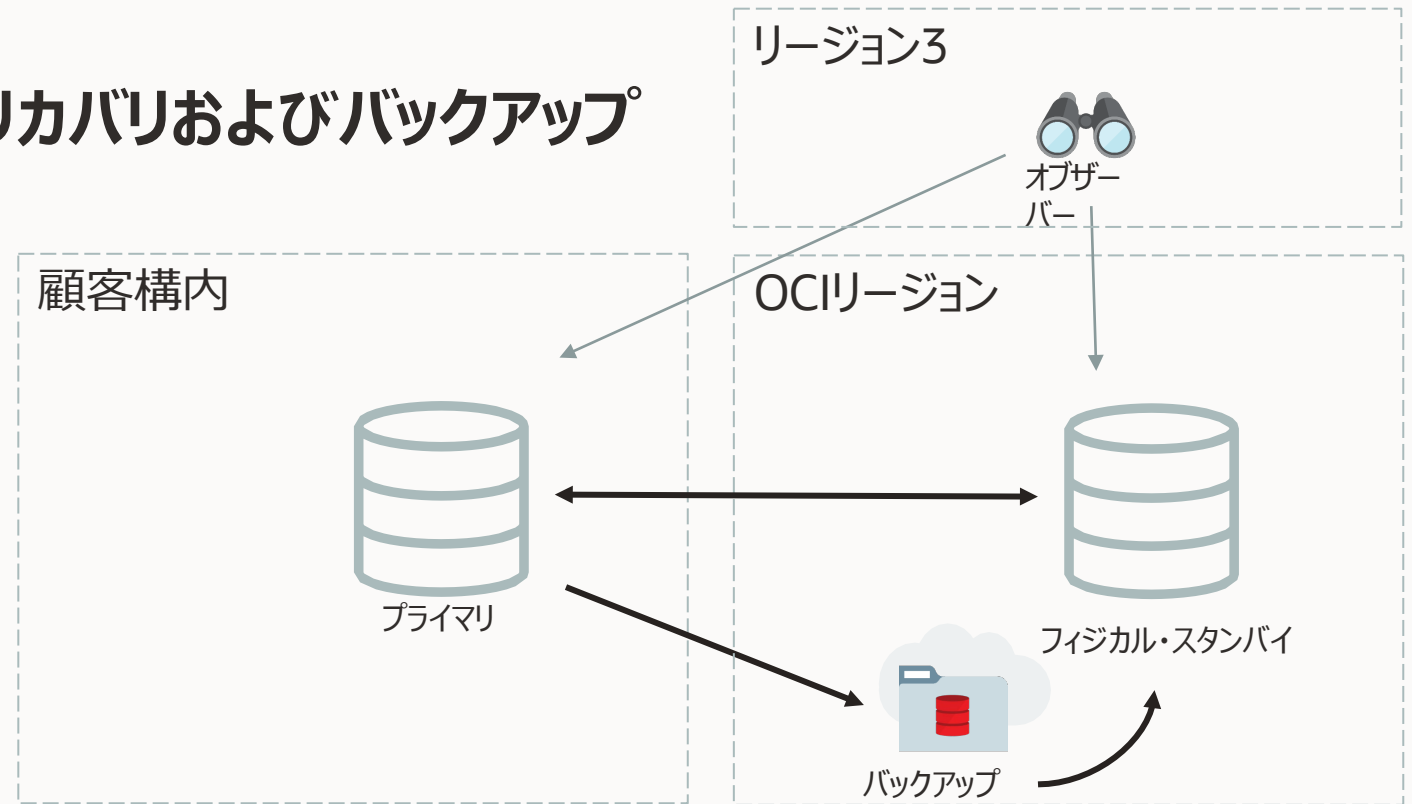 リカバリおよびバックアップ
リージョン3
オブザー
バー
顧客構内
OCIリージョン
プライマリ
フィジカル・スタンバイ
バックアップ